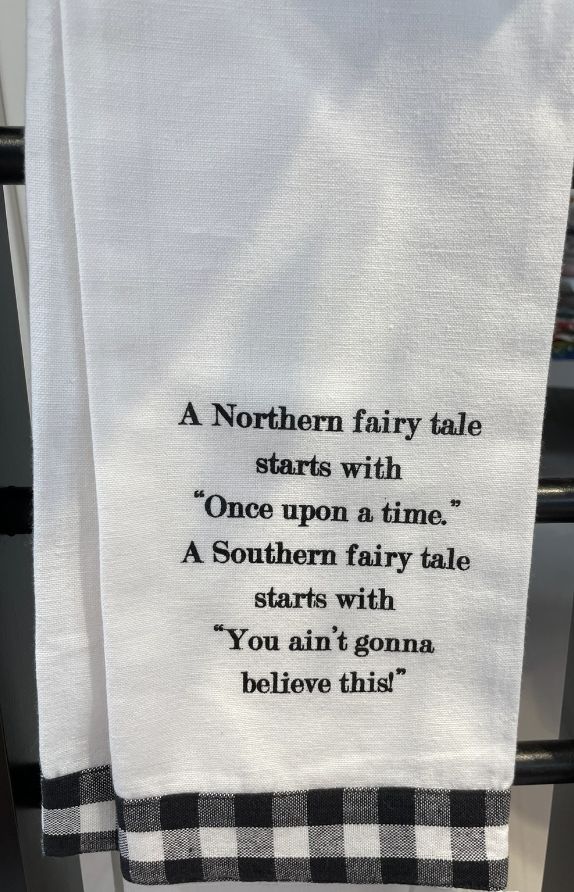 A Northern fairy tale
starts with
“Once upon a time.”
A Southern fairy tale
starts with
“You ain't gonna
believe this!”